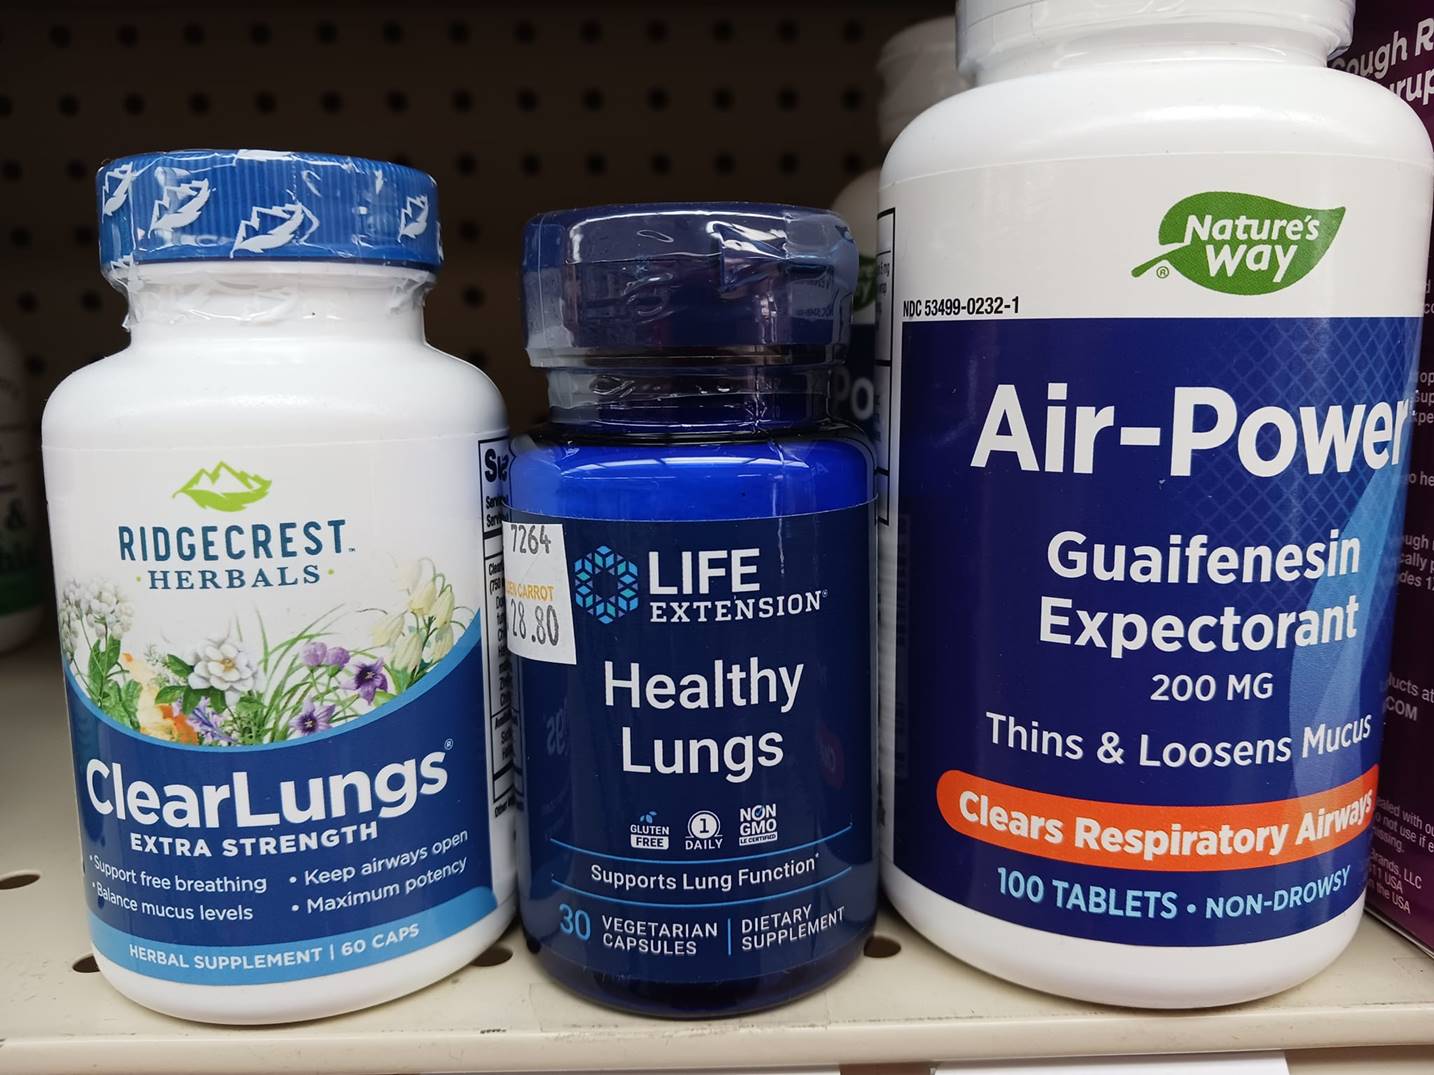 RIDGECREST
HERBALS
ClearLungs®
EXTRA STRENGTH
• Support free breathing
• Balance mucus levels
• Keep airways open
• Maximum potency
HERBAL SUPPLEMENT | 60 CAPS
7264
CARROT
28.80
LIFE
EXTENSION®
Healthy
Lungs
GLUTEN
FREE
1
DAILY
NON
GMO
LE CERTIFIED
Supports Lung Function*
30 VEGETARIAN
CAPSULES
DIETARY
SUPPLEMENT
Nature's
Way®
NDC 53499-0232-1
Air-Power
Guaifenesin
Expectorant
200 MG
Thins & Loosens Mucus
Clears Respiratory Airways
100 TABLETS • NON-DROWSY